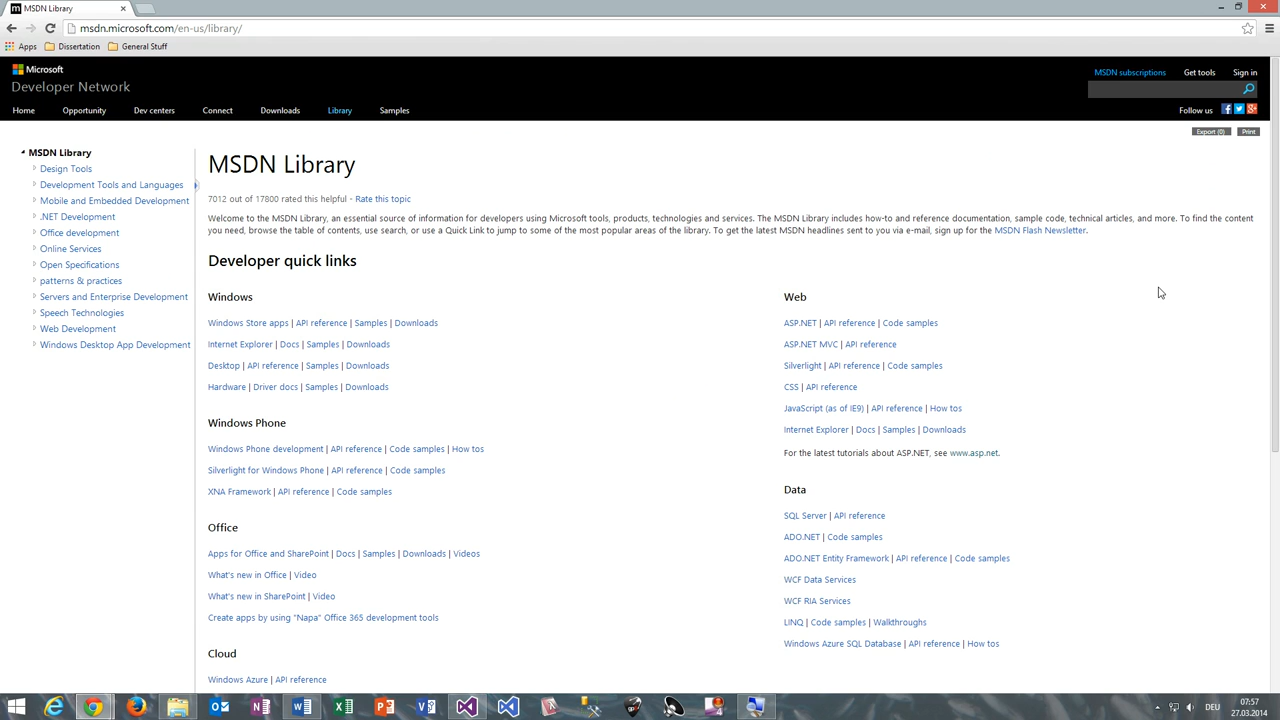 MSDN Library
msdn.microsoft.com/en-us/library/
Apps Dissertation General Stuff
Microsoft
Developer Network
MSDN subscriptions Get tools Sign in
Home Opportunity Dev centers Connect Downloads Library Samples
Follow us
Export (0) Print
MSDN Library
Design Tools
Development Tools and Languages
Mobile and Embedded Development
.NET Development
Office development
Online Services
Open Specifications
patterns & practices
Servers and Enterprise Development
Speech Technologies
Web Development
Windows Desktop App Development
MSDN Library
7012 out of 17800 rated this helpful - Rate this topic
Welcome to the MSDN Library, an essential source of information for developers using Microsoft tools, products, technologies and services. The MSDN Library includes how-to and reference documentation, sample code, technical articles, and more. To find the content
you need, browse the table of contents, use search, or use a Quick Link to jump to some of the most popular areas of the library. To get the latest MSDN headlines sent to you via e-mail, sign up for the MSDN Flash Newsletter.
Developer quick links
Windows
Windows Store apps | API reference | Samples | Downloads
Internet Explorer | Docs | Samples | Downloads
Desktop | API reference | Samples | Downloads
Hardware | Driver docs | Samples | Downloads
Windows Phone
Windows Phone development | API reference | Code samples | How tos
Silverlight for Windows Phone | API reference | Code samples
XNA Framework | API reference | Code samples
Office
Apps for Office and SharePoint | Docs | Samples | Downloads | Videos
What's new in Office | Video
What's new in SharePoint | Video
Create apps by using "Napa" Office 365 development tools
Cloud
Windows Azure | API reference
Web
ASP.NET | API reference | Code samples
ASP.NET MVC | API reference
Silverlight | API reference | Code samples
CSS | API reference
JavaScript (as of IE9) | API reference | How tos
Internet Explorer | Docs | Samples | Downloads
For the latest tutorials about ASP.NET, see www.asp.net.
Data
SQL Server | API reference
ADO.NET | Code samples
ADO.NET Entity Framework | API reference | Code samples
WCF Data Services
WCF RIA Services
LINQ | Code samples | Walkthroughs
Windows Azure SQL Database | API reference | How tos
DEU
07:57
27.03.2014